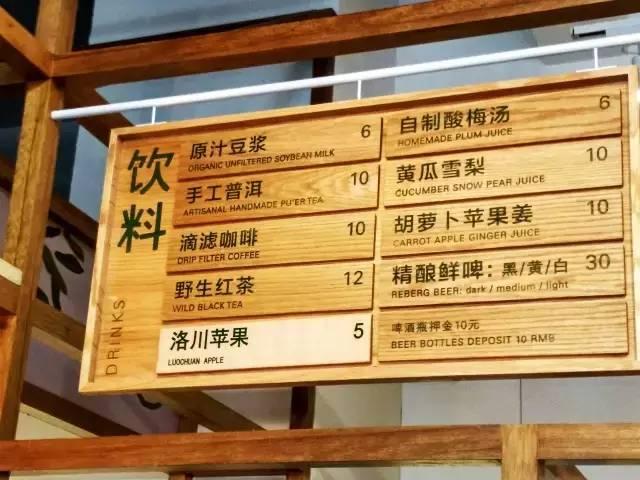 饮料
DRINKS
原汁豆浆 6
ORGANIC UNFILTERED SOYBEAN MILK
手工普洱 10
ARTISANAL HANDMADE PU'ER TEA
滴滤咖啡 10
DRIP FILTER COFFEE
野生红茶 12
WILD BLACK TEA
洛川苹果 5
LUOCHUAN APPLE
自制酸梅汤 6
HOMEMADE PLUM JUICE
黄瓜雪梨 10
CUCUMBER SNOW PEAR JUICE
胡萝卜苹果姜 10
CARROT APPLE GINGER JUICE
精酿鲜啤：黑/黄/白 30
REBERG BEER: dark / medium / light
啤酒瓶押金10元
BEER BOTTLES DEPOSIT 10 RMB